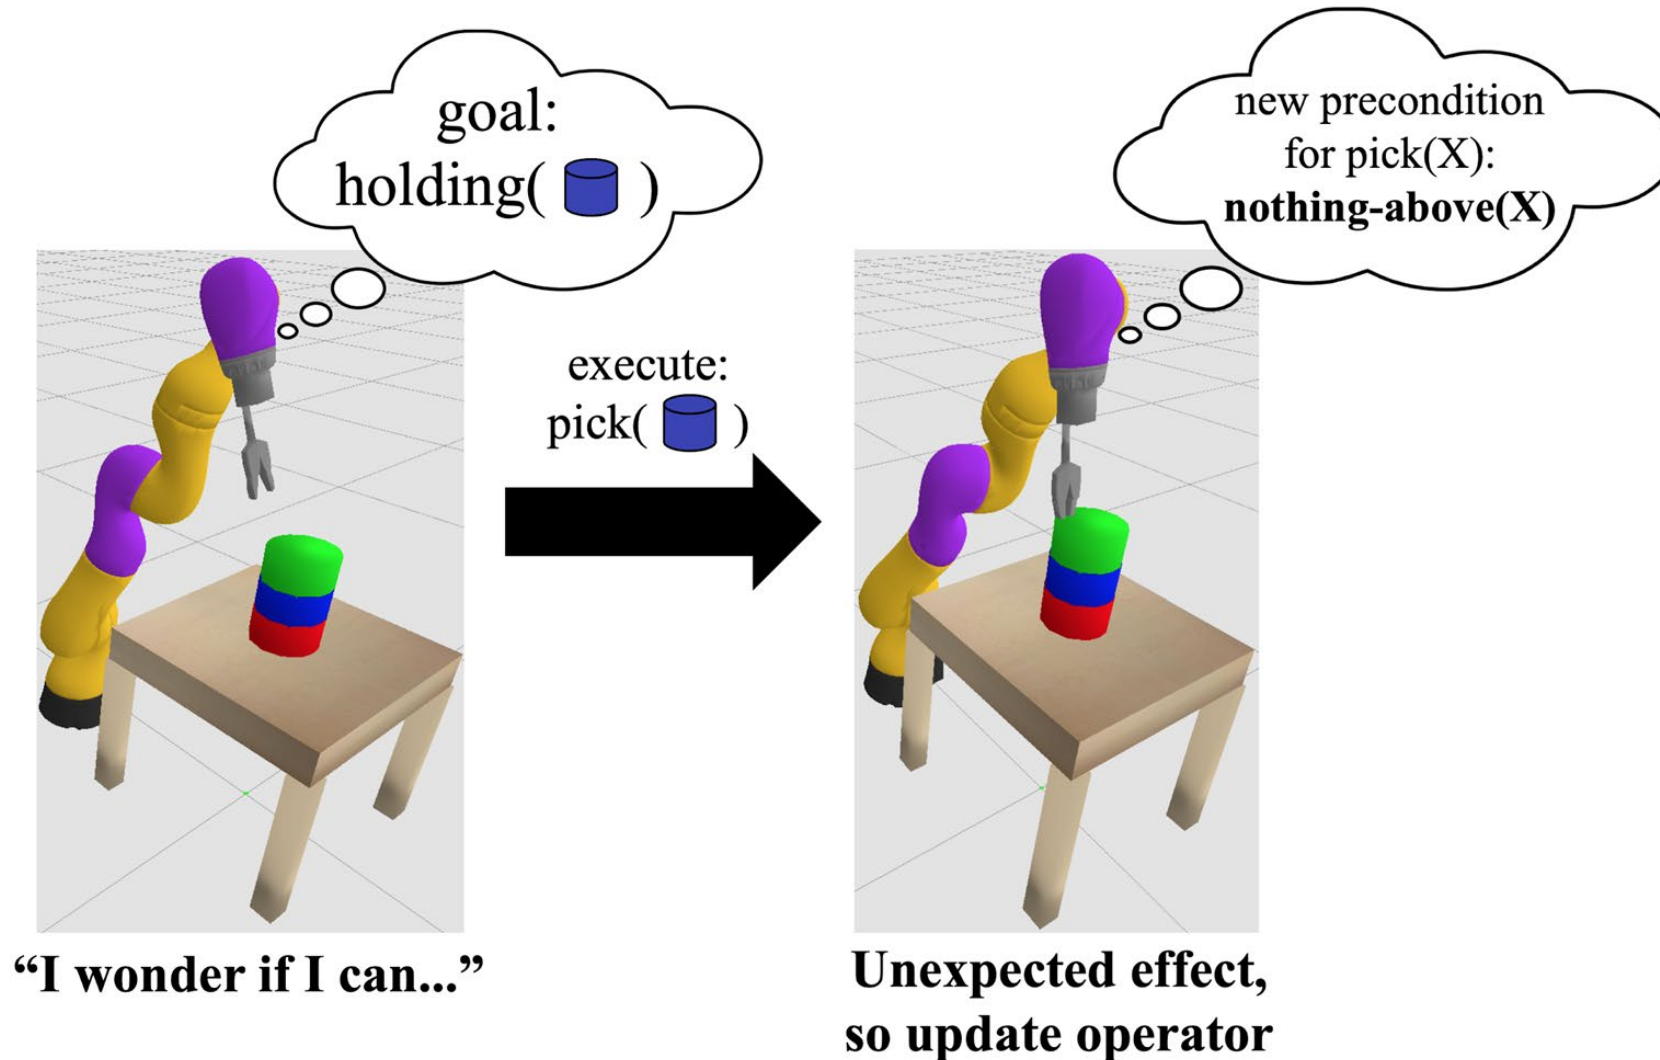 goal:
holding( )
new precondition
for pick(X):
nothing-above(X)
execute:
pick( )
“I wonder if I can...”
Unexpected effect,
so update operator